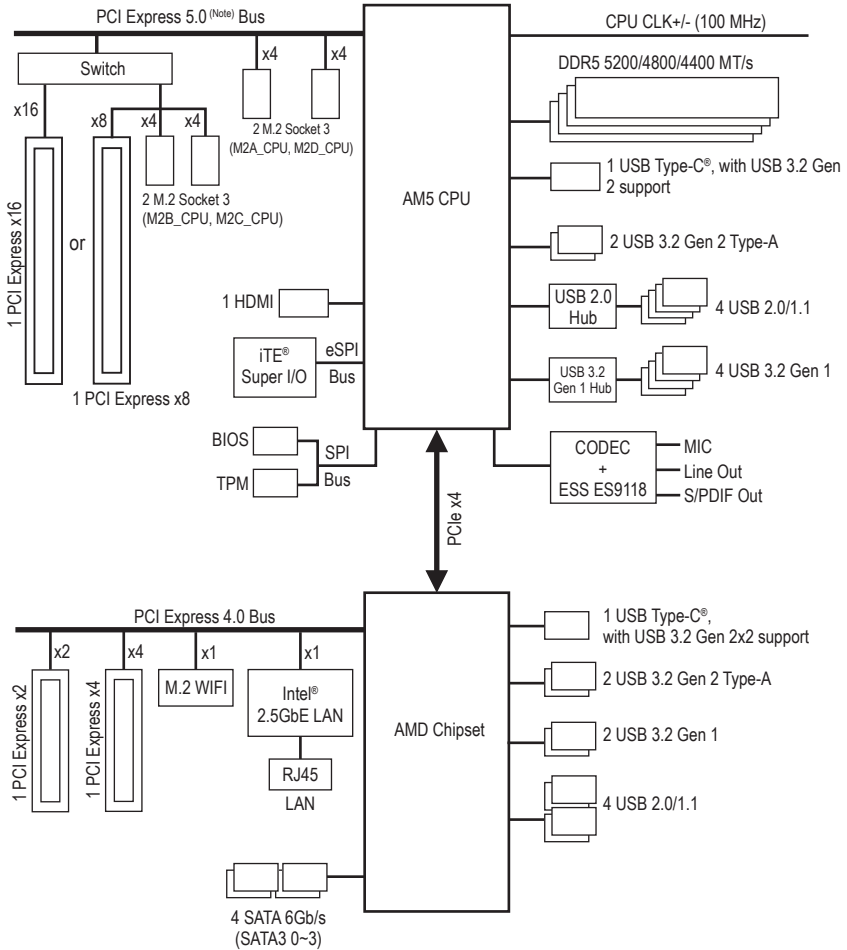 PCI Express 5.0 (Note) Bus
CPU CLK+/- (100 MHz)
x4
x4
Switch
DDR5 5200/4800/4400 MT/s
x16
x8
x4
x4
2 M.2 Socket 3
(M2A_CPU, M2D_CPU)
1 USB Type-C®, with USB 3.2 Gen
2 support
AM5 CPU
2 M.2 Socket 3
(M2B_CPU, M2C_CPU)
1 PCI Express x16
or
2 USB 3.2 Gen 2 Type-A
1 HDMI
USB 2.0
Hub
4 USB 2.0/1.1
iTE®
Super I/O
eSPI
Bus
USB 3.2
Gen 1 Hub
4 USB 3.2 Gen 1
1 PCI Express x8
BIOS
TPM
SPI
Bus
CODEC
+
ESS ES9118
MIC
Line Out
S/PDIF Out
PCIe x4
PCI Express 4.0 Bus
x2
x4
x1
x1
1 USB Type-C®,
with USB 3.2 Gen 2x2 support
1 PCI Express x2
1 PCI Express x4
M.2 WIFI
Intel®
2.5GbE LAN
2 USB 3.2 Gen 2 Type-A
AMD Chipset
2 USB 3.2 Gen 1
RJ45
LAN
4 USB 2.0/1.1
4 SATA 6Gb/s
(SATA3 0~3)